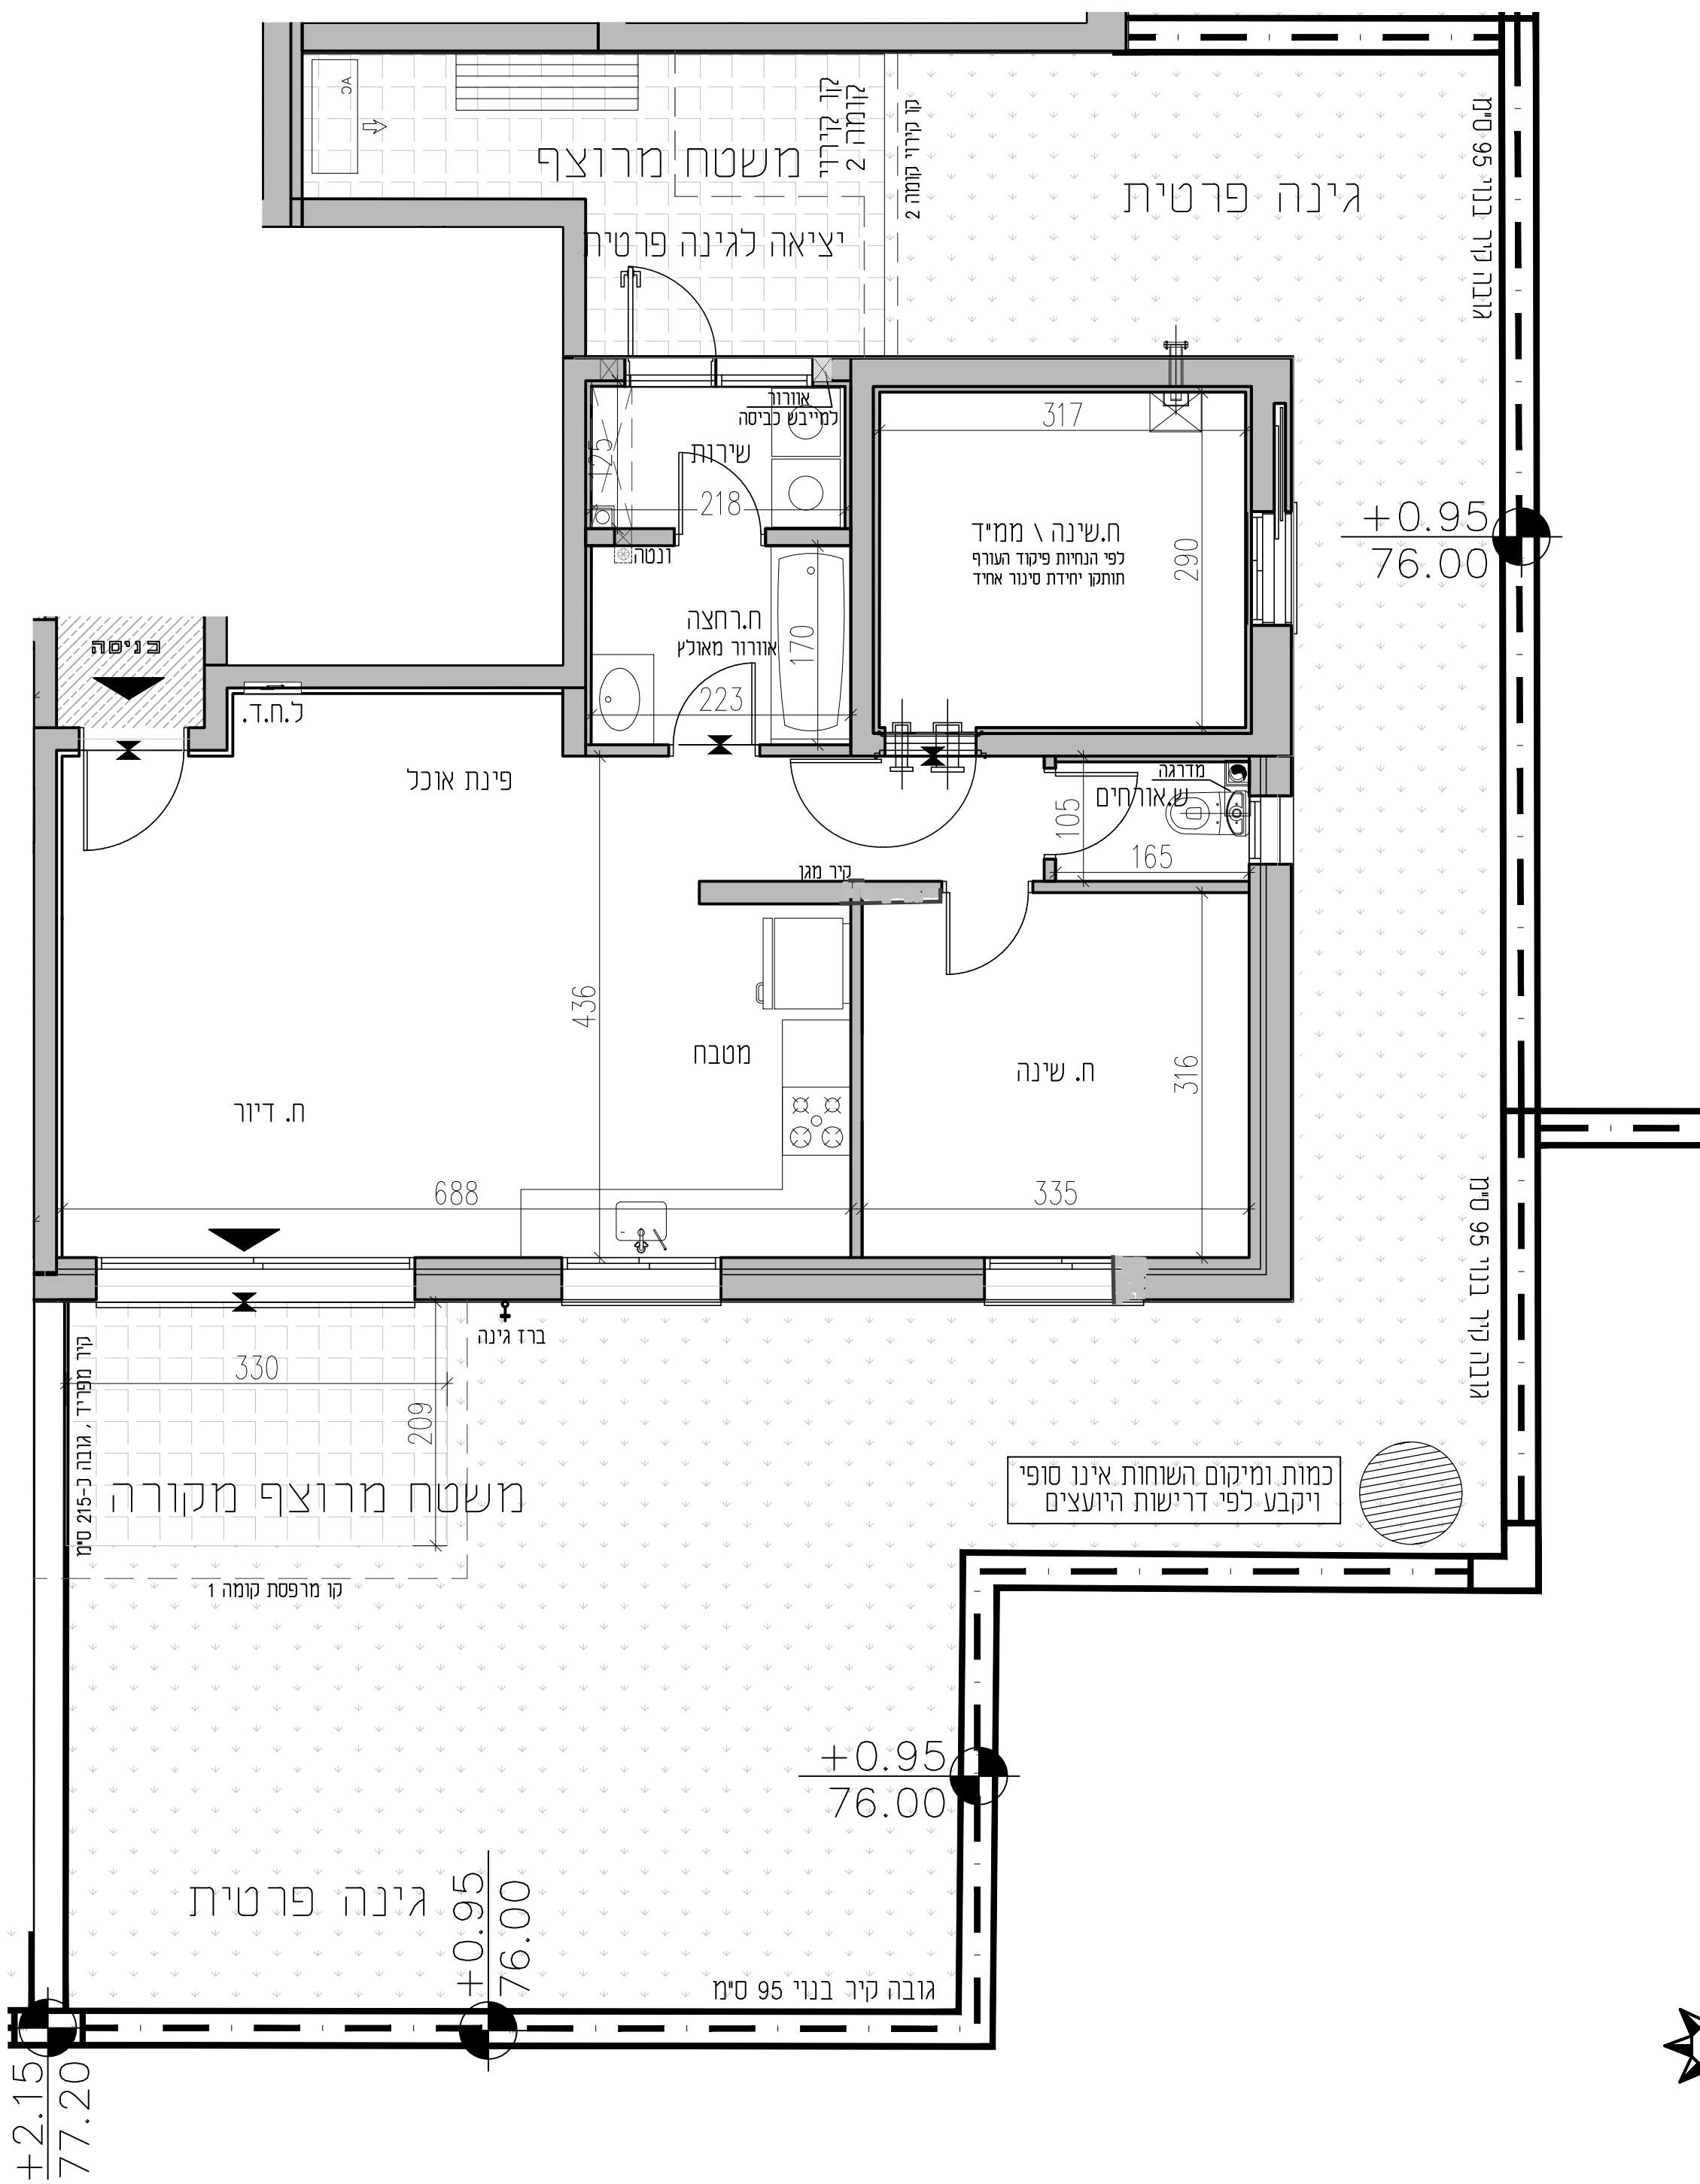 AC
משטח מרוצף
קו קירוי
קומה 2
קו קירוי קומה 2
יציאה לגינה פרטית
גינה פרטית
גובה קיר בנוי 95 ס"מ
אוורור
למייבש כביסה
שירות
125
218
ונטה
317
290
ח.שינה \ ממ"ד
לפי הנחיות פיקוד העורף
תותקן יחידת סינור אחיד
+0.95
76.00
ח.רחצה
אוורור מאולץ
170
223
כניסה
ל.ח.ד.
פינת אוכל
מדרגה
ש.אורחים
105
165
קיר מגן
436
מטבח
ח. שינה
316
ח. דיור
688
335
גובה קיר בנוי 95 ס"מ
ברז גינה
330
209
קיר מפריד , גובה כ-215 ס"מ
משטח מרוצף מקורה
קו מרפסת קומה 1
כמות ומיקום השוחות אינו סופי
ויקבע לפי דרישות היועצים
+0.95
76.00
גינה פרטית
+0.95
76.00
גובה קיר בנוי 95 ס"מ
+2.15
77.20